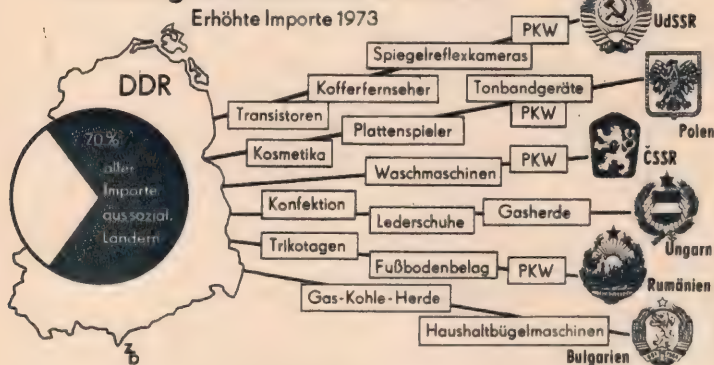 Erhöhte Importe 1973
DDR
70%
aller
Importe
aus sozial.
Ländern
Transistoren
Kofferfernseher
Spiegelreflexkameras
PKW
UdSSR
Kosmetika
Plattenspieler
Tonbandgeräte
PKW
Polen
Waschmaschinen
PKW
ČSSR
Konfektion
Lederschuhe
Gasherde
Ungarn
Trikotagen
Fußbodenbelag
PKW
Rumänien
Gas-Kohle-Herde
Haushaltbügelmaschinen
Bulgarien